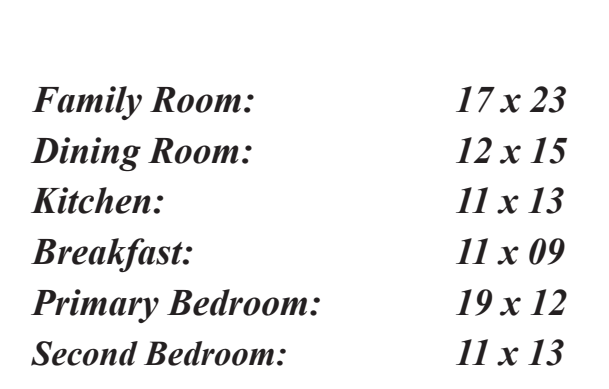 Family Room: 17 x 23
Dining Room: 12 x 15
Kitchen: 11 x 13
Breakfast: 11 x 09
Primary Bedroom: 19 x 12
Second Bedroom: 11 x 13